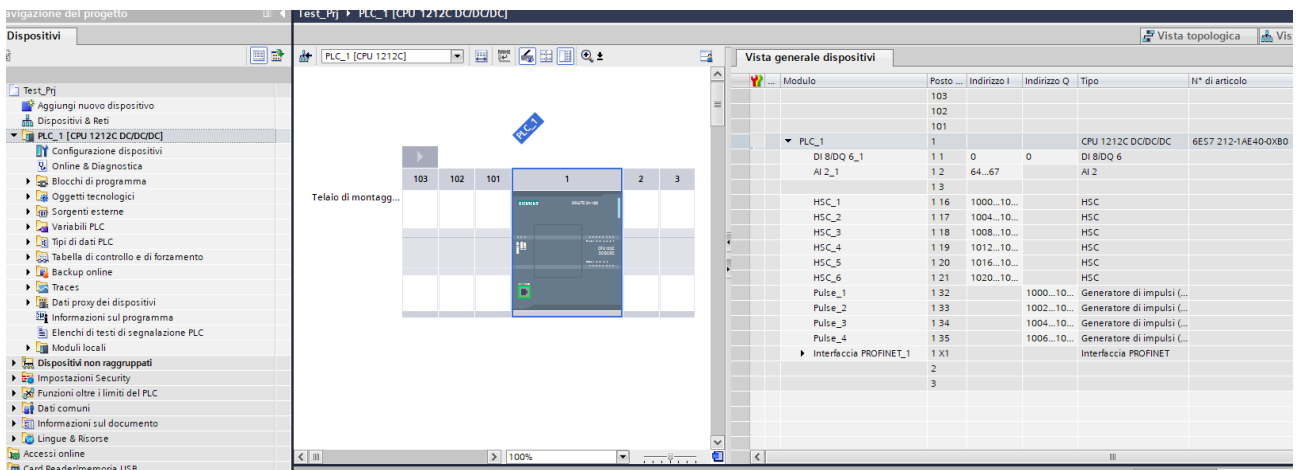 avigazione del progetto
Test_Prj ▸ PLC_1 [CPU 1212C DC/DC/DC]
Dispositivi
Vista topologica
Vis
PLC_1 [CPU 1212C]
Vista generale dispositivi
Test_Prj
Aggiungi nuovo dispositivo
Dispositivi & Reti
PLC_1 [CPU 1212C DC/DC/DC]
Configurazione dispositivi
Online & Diagnostica
Blocchi di programma
Oggetti tecnologici
Sorgenti esterne
Variabili PLC
Tipi di dati PLC
Tabella di controllo e di forzamento
Backup online
Traces
Dati proxy dei dispositivi
Informazioni sul programma
Elenchi di testi di segnalazione PLC
Moduli locali
Dispositivi non raggruppati
Impostazioni Security
Funzioni oltre i limiti del PLC
Dati comuni
Informazioni sul documento
Lingue & Risorse
Accessi online
Card Reader/memoria USB
PLC_1
103 102 101 1 2 3
Telaio di montagg...
SIEMENS
100%
... Modulo Posto ... Indirizzo I Indirizzo Q Tipo N° di articolo
103
102
101
PLC_1 1 CPU 1212C DC/DC/DC 6ES7 212-1AE40-0XB0
DI 8/DQ 6_1 1 1 0 0 DI 8/DQ 6
AI 2_1 1 2 64...67 AI 2
1 3
HSC_1 1 16 1000...10... HSC
HSC_2 1 17 1004...10... HSC
HSC_3 1 18 1008...10... HSC
HSC_4 1 19 1012...10... HSC
HSC_5 1 20 1016...10... HSC
HSC_6 1 21 1020...10... HSC
Pulse_1 1 32 1000...10... Generatore di impulsi (...
Pulse_2 1 33 1002...10... Generatore di impulsi (...
Pulse_3 1 34 1004...10... Generatore di impulsi (...
Pulse_4 1 35 1006...10... Generatore di impulsi (...
Interfaccia PROFINET_1 1 X1 Interfaccia PROFINET
2
3